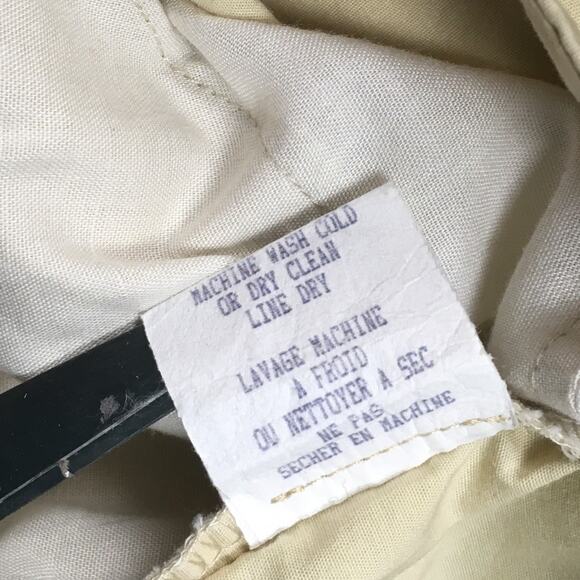 MACHINE WASH COLD
OR DRY CLEAN
LINE DRY
LAVAGE MACHINE
A FROID
OU NETTOYER A SEC
NE PAS
SECHER EN MACHINE